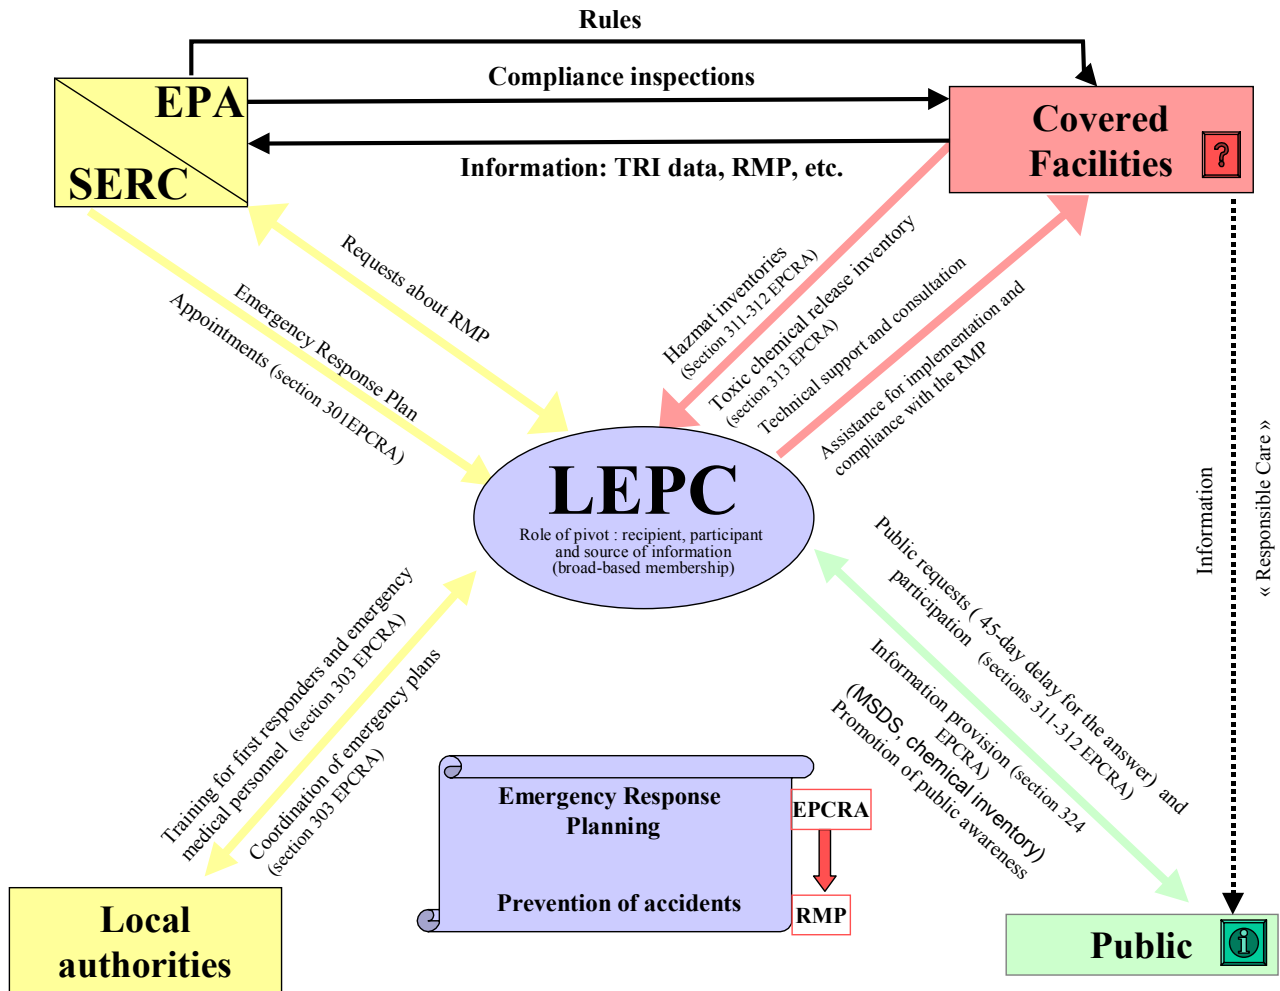 Rules
EPA
SERC
Compliance inspections
Information: TRI data, RMP, etc.
Covered
Facilities
?
Requests about RMP
Emergency Response Plan
Appointments (section 301EPCRA)
Hazmat inventories
(Section 311-312 EPCRA)
Toxic chemical release inventory
(section 313 EPCRA)
Technical support and consultation
Assistance for implementation and
compliance with the RMP
LEPC
Role of pivot : recipient, participant
and source of information
(broad-based membership)
Information
« Responsible Care »
Training for first responders and emergency
medical personnel (section 303 EPCRA)
Coordination of emergency plans
(section 303 EPCRA)
Public requests ( 45-day delay for the answer) and
participation (sections 311-312 EPCRA)
Information provision (section 324
EPCRA)
(MSDS, chemical inventory)
Promotion of public awareness
Emergency Response
Planning
Prevention of accidents
EPCRA
RMP
Local
authorities
Public
i